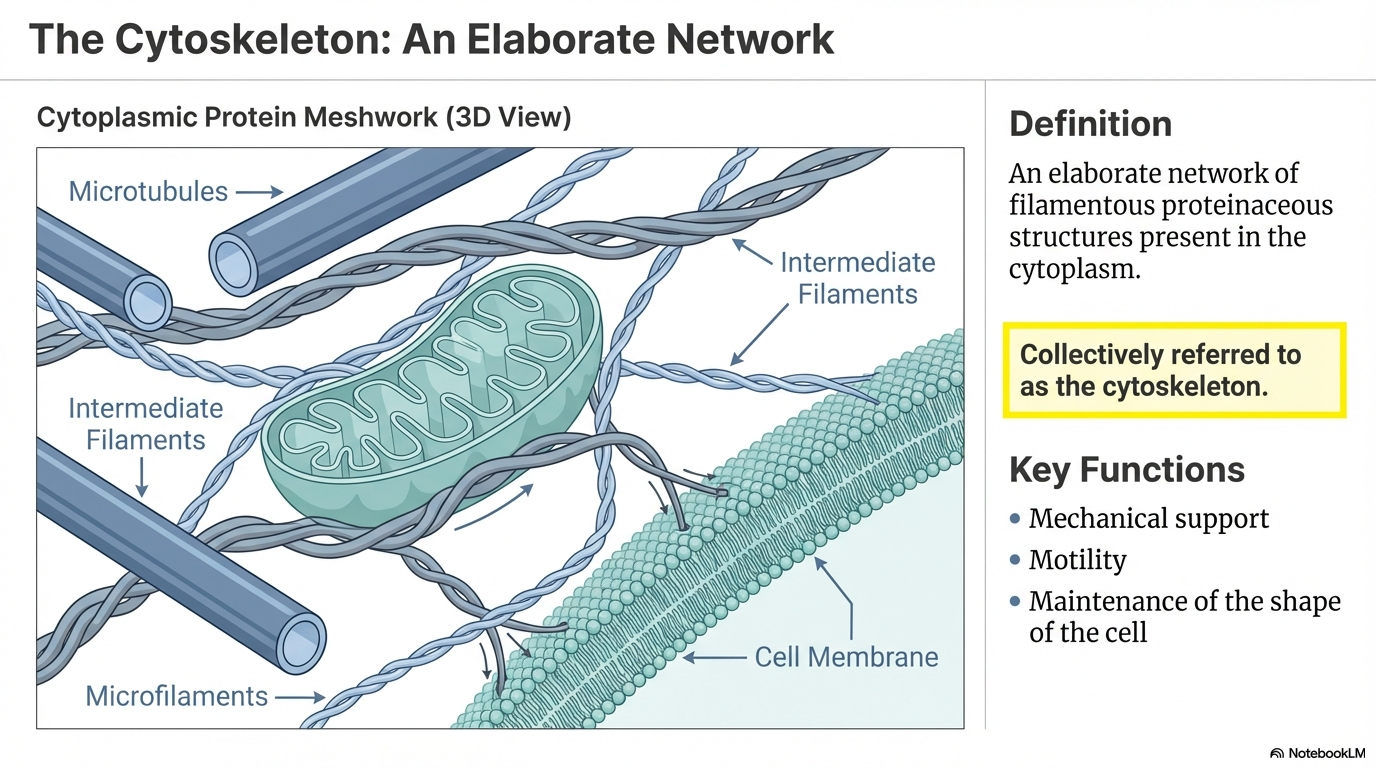 The Cytoskeleton: An Elaborate Network
Cytoplasmic Protein Meshwork (3D View)
Microtubules
Intermediate
Filaments
Intermediate
Filaments
Cell Membrane
Microfilaments
Definition
An elaborate network of
filamentous proteinaceous
structures present in the
cytoplasm.
Collectively referred to
as the cytoskeleton.
Key Functions
• Mechanical support
• Motility
• Maintenance of the shape
of the cell
NotebookLM